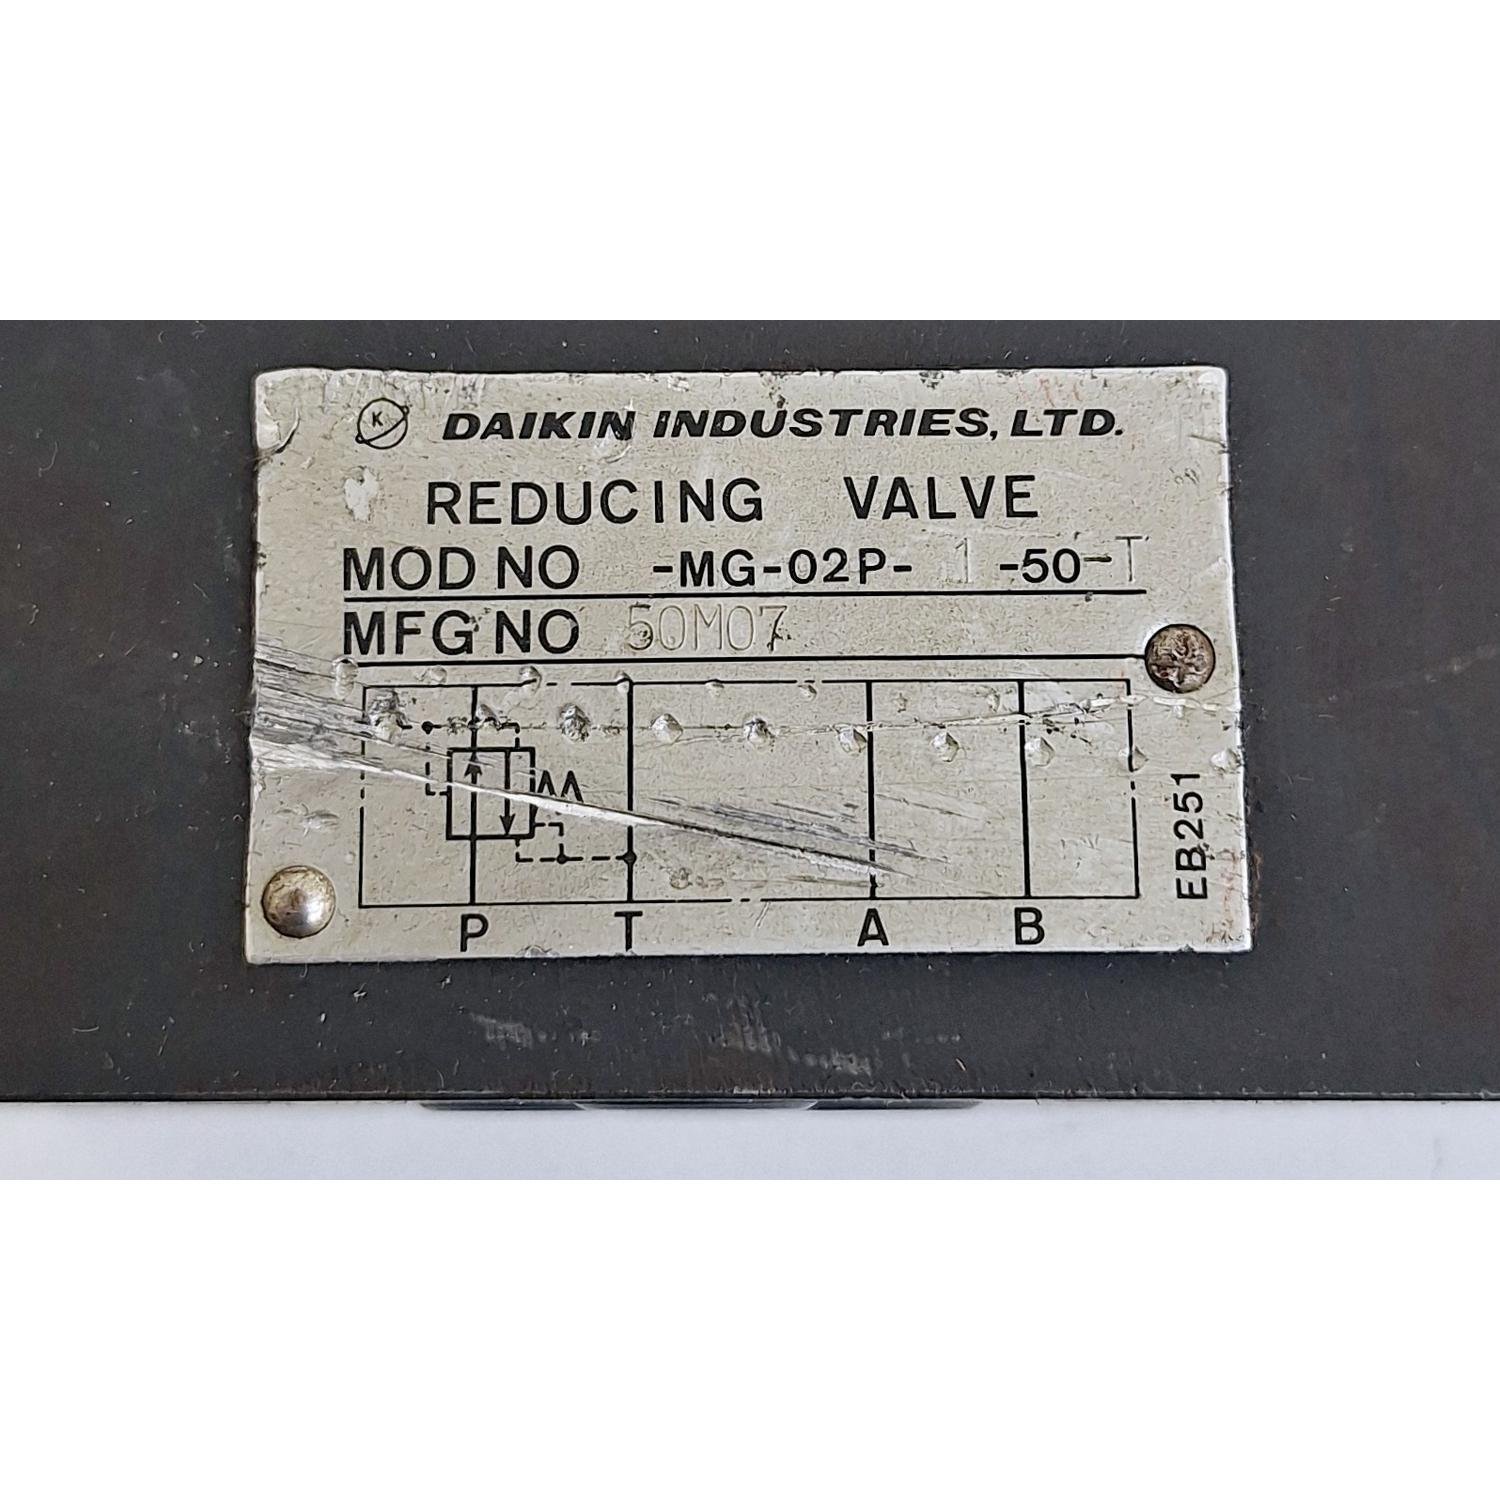 K DAIKIN INDUSTRIES, LTD.
REDUCING VALVE
MOD NO -MG-02P- 1 -50-T
MFG NO 50M07
P T A B
EB251